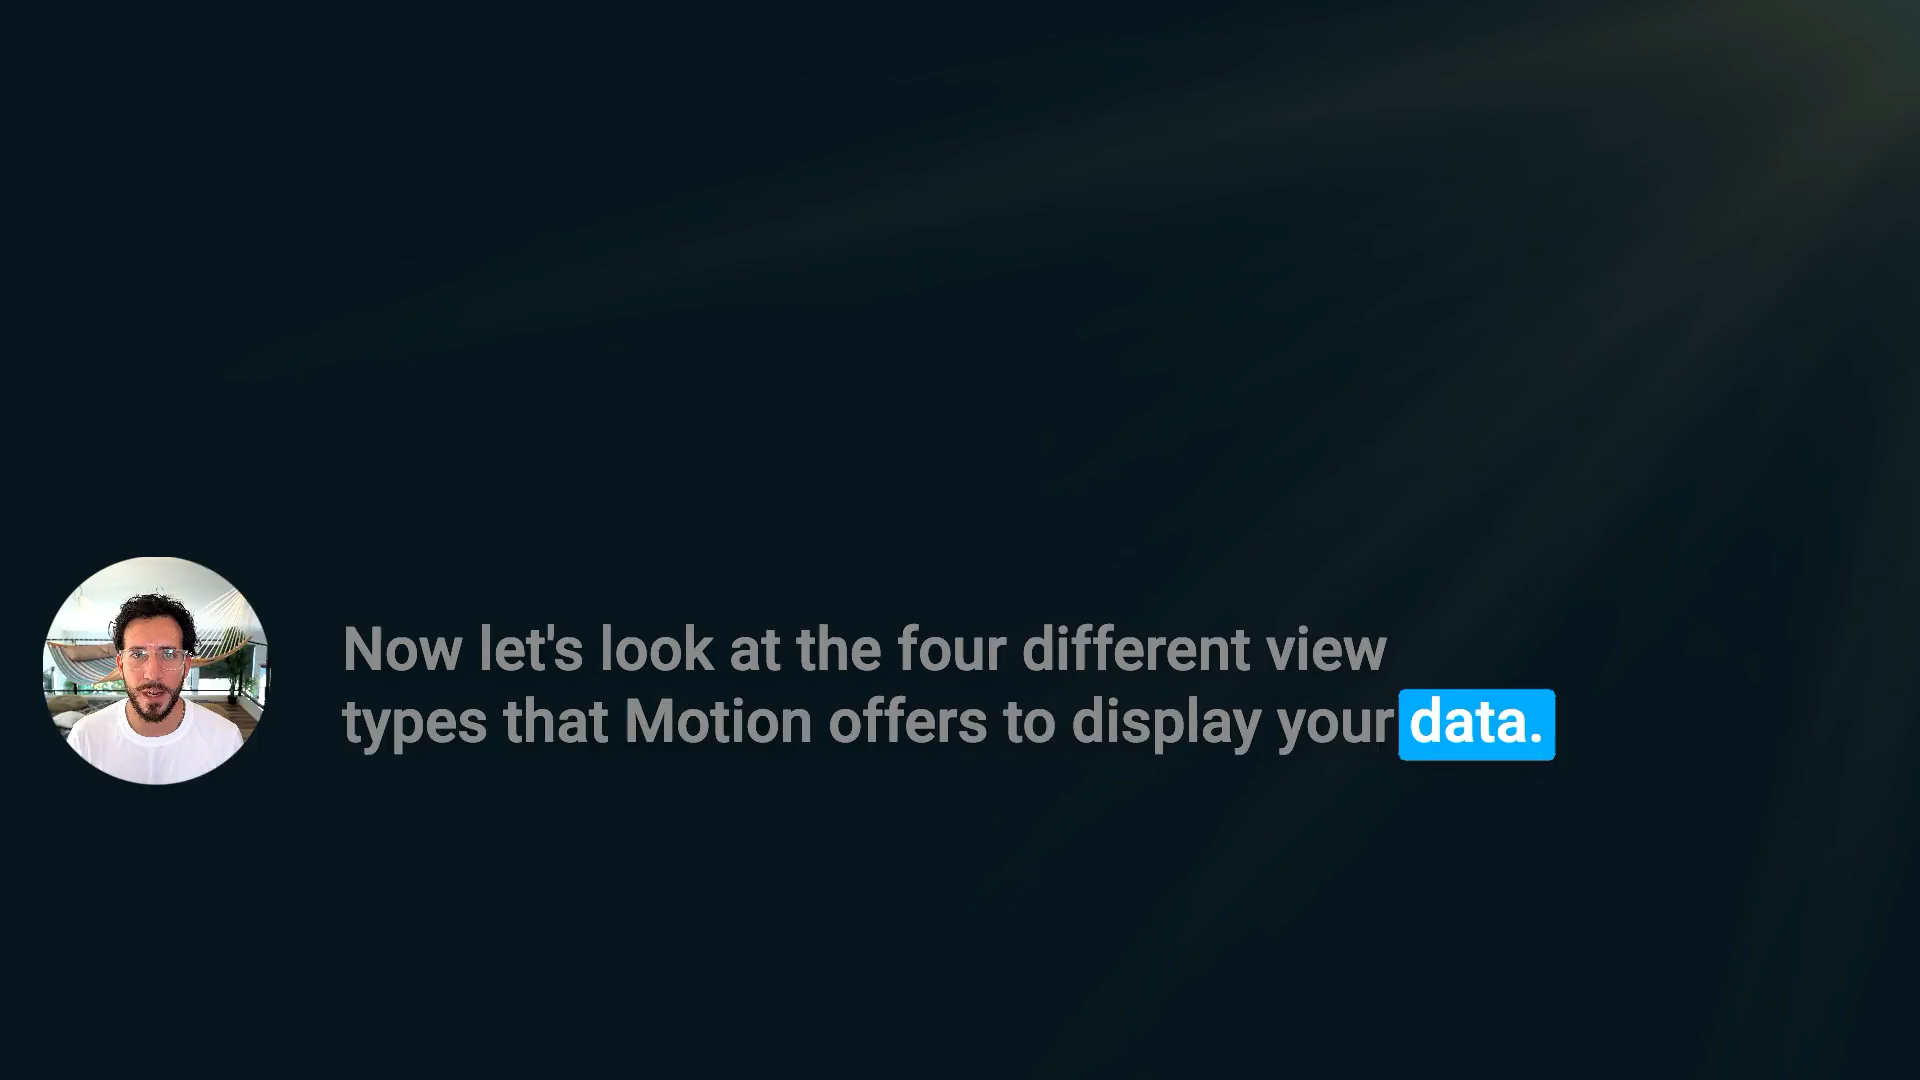 Now let's look at the four different view
types that Motion offers to display your data.